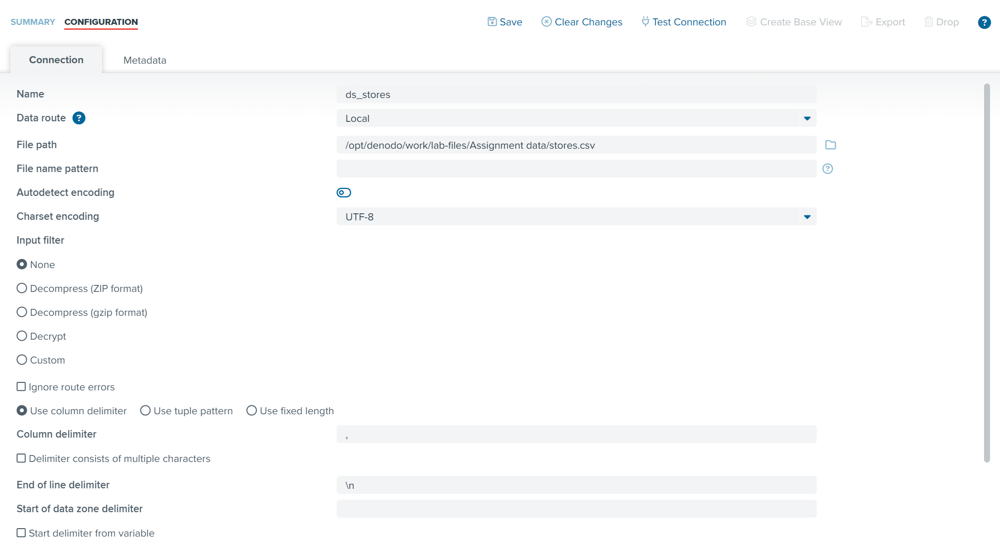 SUMMARY CONFIGURATION Save Clear Changes Test Connection Create Base View Export Drop ?
Connection Metadata
Name ds_stores
Data route ? Local
File path /opt/denodo/work/lab-files/Assignment data/stores.csv
File name pattern ?
Autodetect encoding
Charset encoding UTF-8
Input filter
None
Decompress (ZIP format)
Decompress (gzip format)
Decrypt
Custom
Ignore route errors
Use column delimiter Use tuple pattern Use fixed length
Column delimiter ,
Delimiter consists of multiple characters
End of line delimiter \n
Start of data zone delimiter
Start delimiter from variable